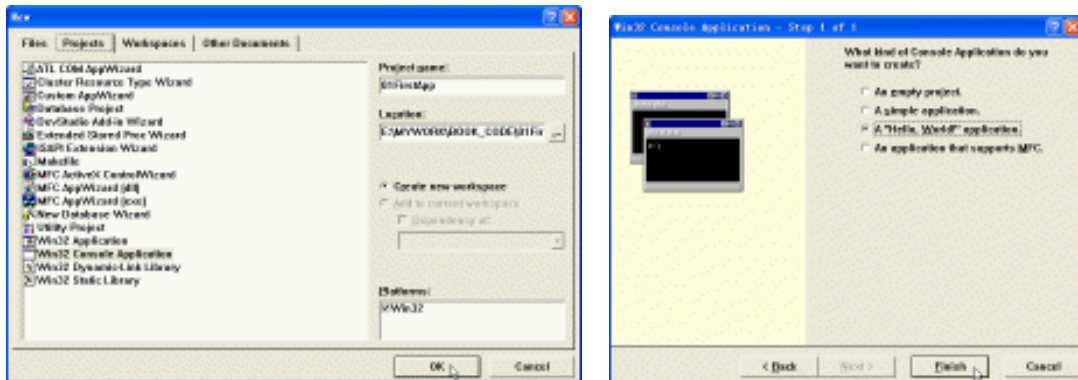 New
Files Projects Workspaces Other Documents
ATL COM AppWizard
Cluster Resource Type Wizard
Custom AppWizard
Database Project
DevStudio Add-in Wizard
Extended Stored Proc Wizard
ISAPI Extension Wizard
Makefile
MFC ActiveX ControlWizard
MFC AppWizard (dll)
MFC AppWizard (exe)
New Database Wizard
Utility Project
Win32 Application
Win32 Console Application
Win32 Dynamic-Link Library
Win32 Static Library
Project name:
01FirstApp
Location:
E:\MYWORK\BOOK_CODE\01Fir
Create new workspace
Add to current workspace
Dependency of:
Platforms:
Win32
OK Cancel
Win32 Console Application - Step 1 of 1
What kind of Console Application do you
want to create?
An empty project.
A simple application.
A "Hello, World!" application.
An application that supports MFC.
< Back Next > Finish Cancel